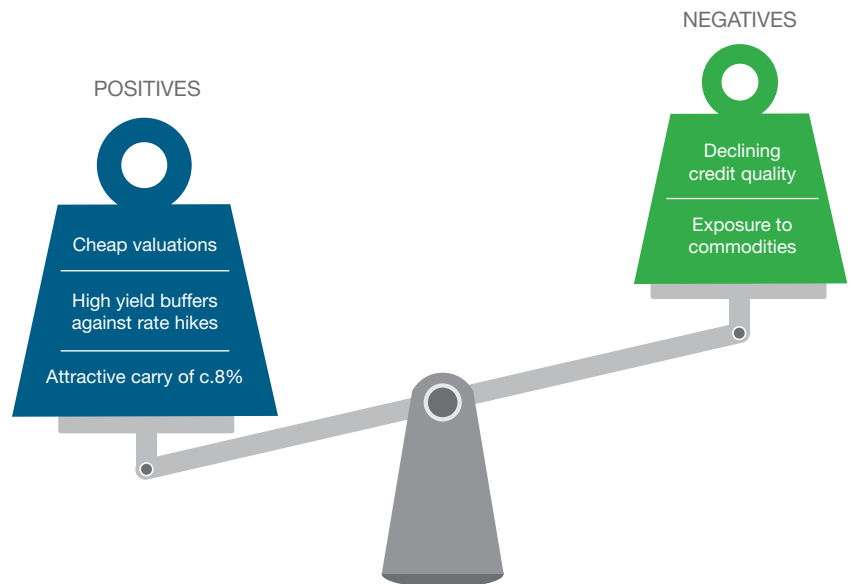 POSITIVES
Cheap valuations
High yield buffers
against rate hikes
Attractive carry of c.8%
NEGATIVES
Declining
credit quality
Exposure to
commodities